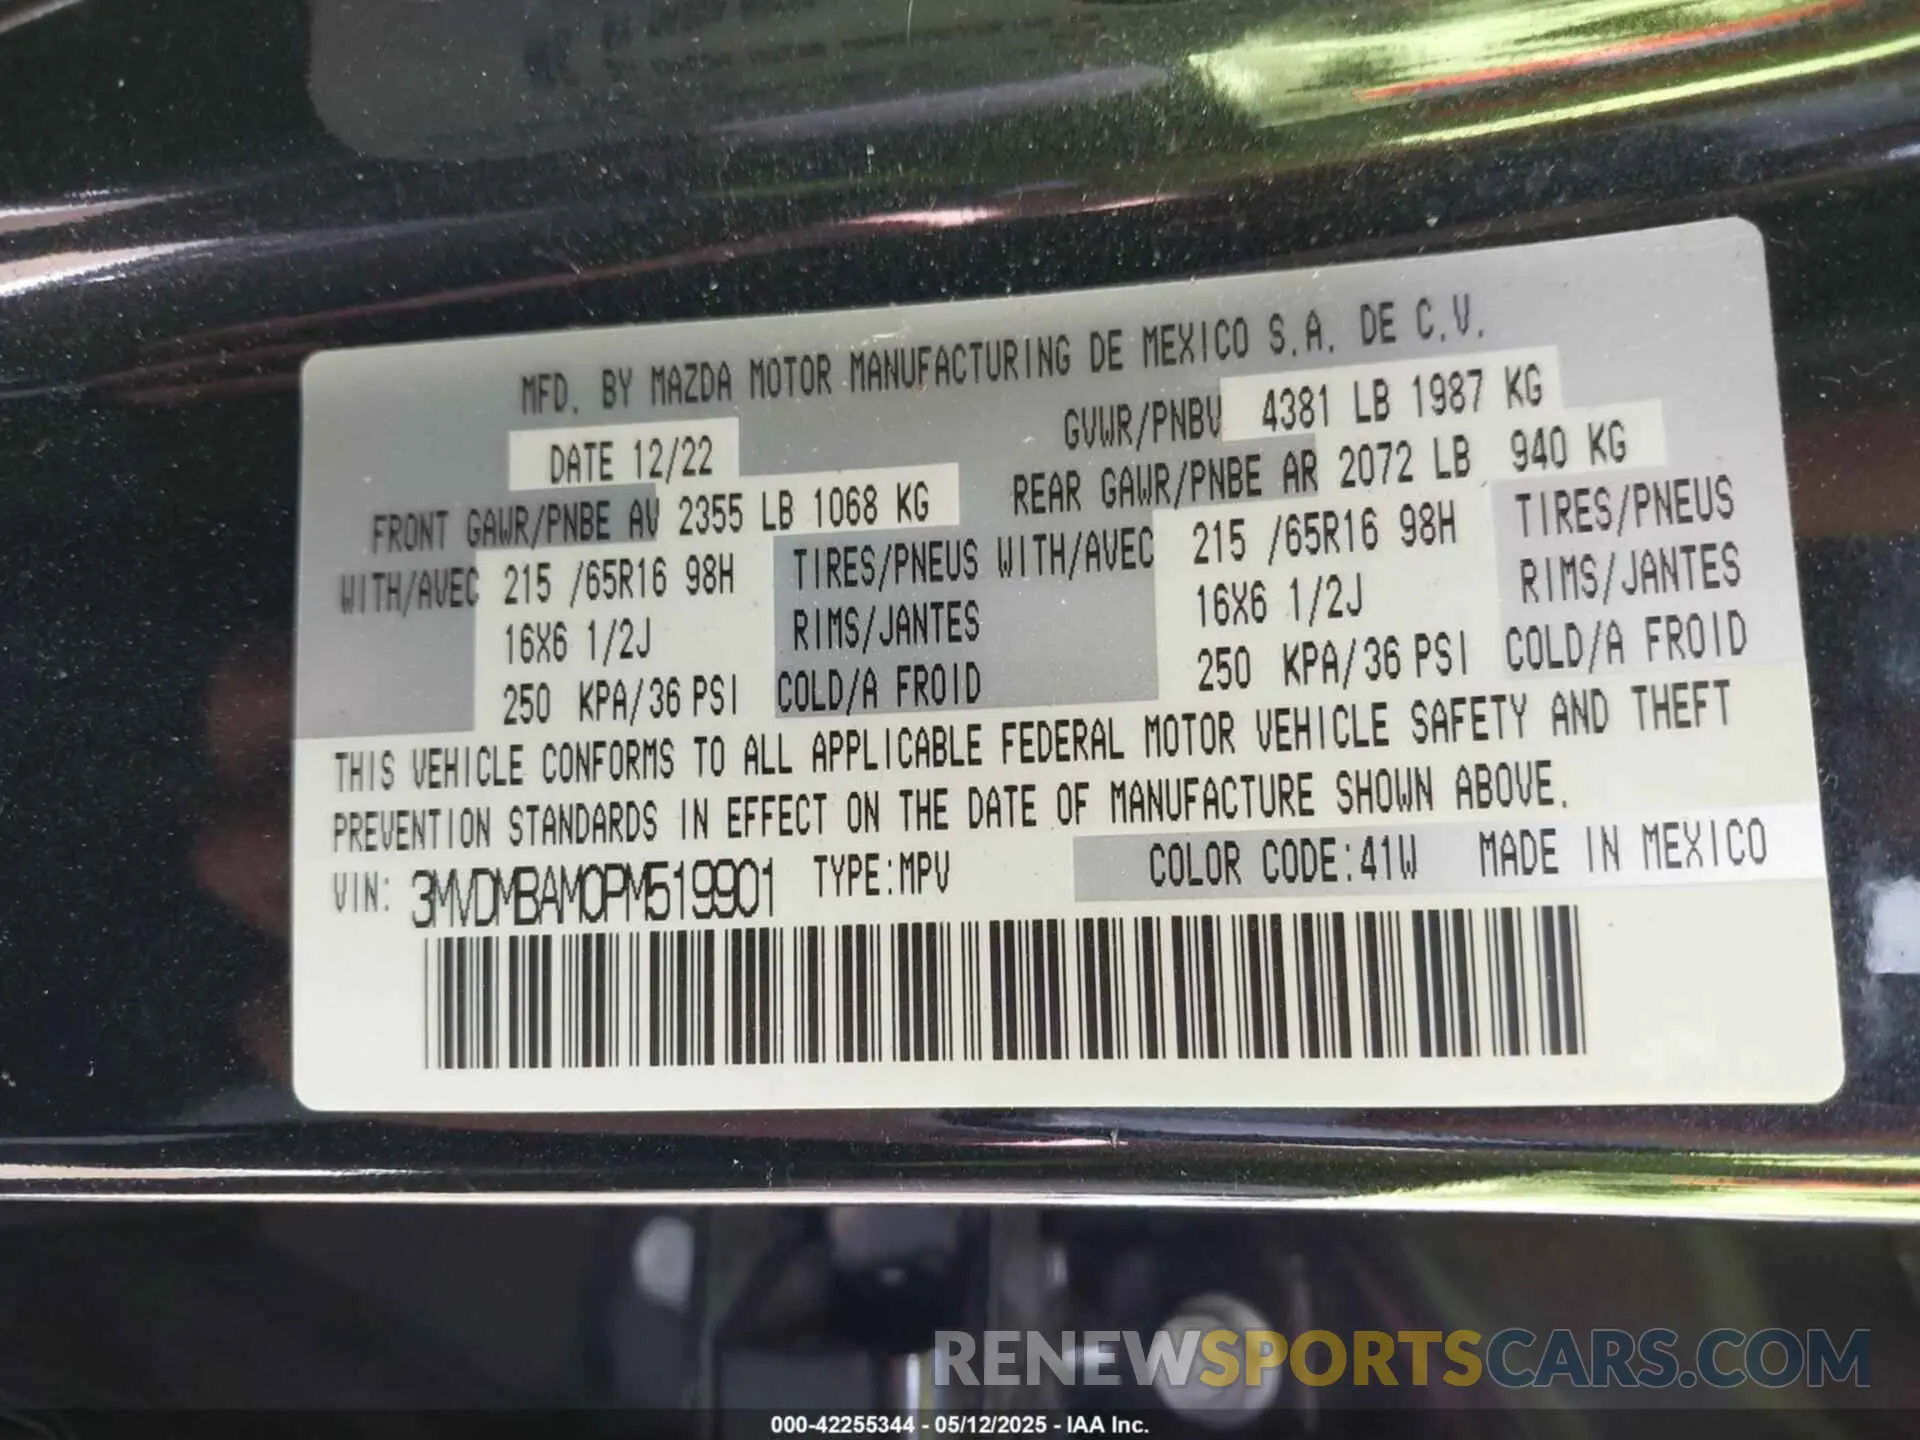 MFD. BY MAZDA MOTOR MANUFACTURING DE MEXICO S.A. DE C.V.
DATE 12/22 GVWR/PNBV 4381 LB 1987 KG
FRONT GAWR/PNBE AV 2355 LB 1068 KG REAR GAWR/PNBE AR 2072 LB 940 KG
WITH/AVEC 215 /65R16 98H TIRES/PNEUS WITH/AVEC 215 /65R16 98H TIRES/PNEUS
16X6 1/2J RIMS/JANTES 16X6 1/2J RIMS/JANTES
250 KPA/36 PSI COLD/A FROID 250 KPA/36 PSI COLD/A FROID
THIS VEHICLE CONFORMS TO ALL APPLICABLE FEDERAL MOTOR VEHICLE SAFETY AND THEFT
PREVENTION STANDARDS IN EFFECT ON THE DATE OF MANUFACTURE SHOWN ABOVE.
VIN: 3MVDMBAM0PM519901 TYPE:MPV COLOR CODE:41W MADE IN MEXICO
RENEWSPORTSCARS.COM
000-42255344 - 05/12/2025 - IAA Inc.